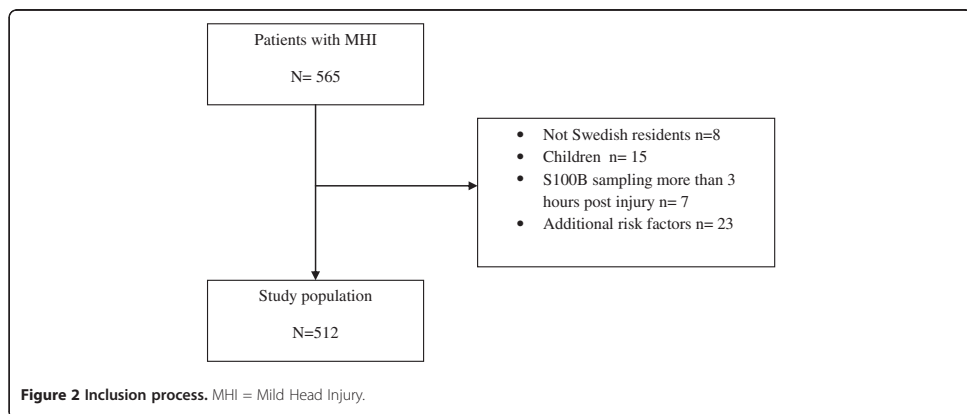 Patients with MHI
N= 565
• Not Swedish residents n=8
• Children n= 15
• S100B sampling more than 3
hours post injury n= 7
• Additional risk factors n= 23
Study population
N=512
Figure 2 Inclusion process. MHI = Mild Head Injury.